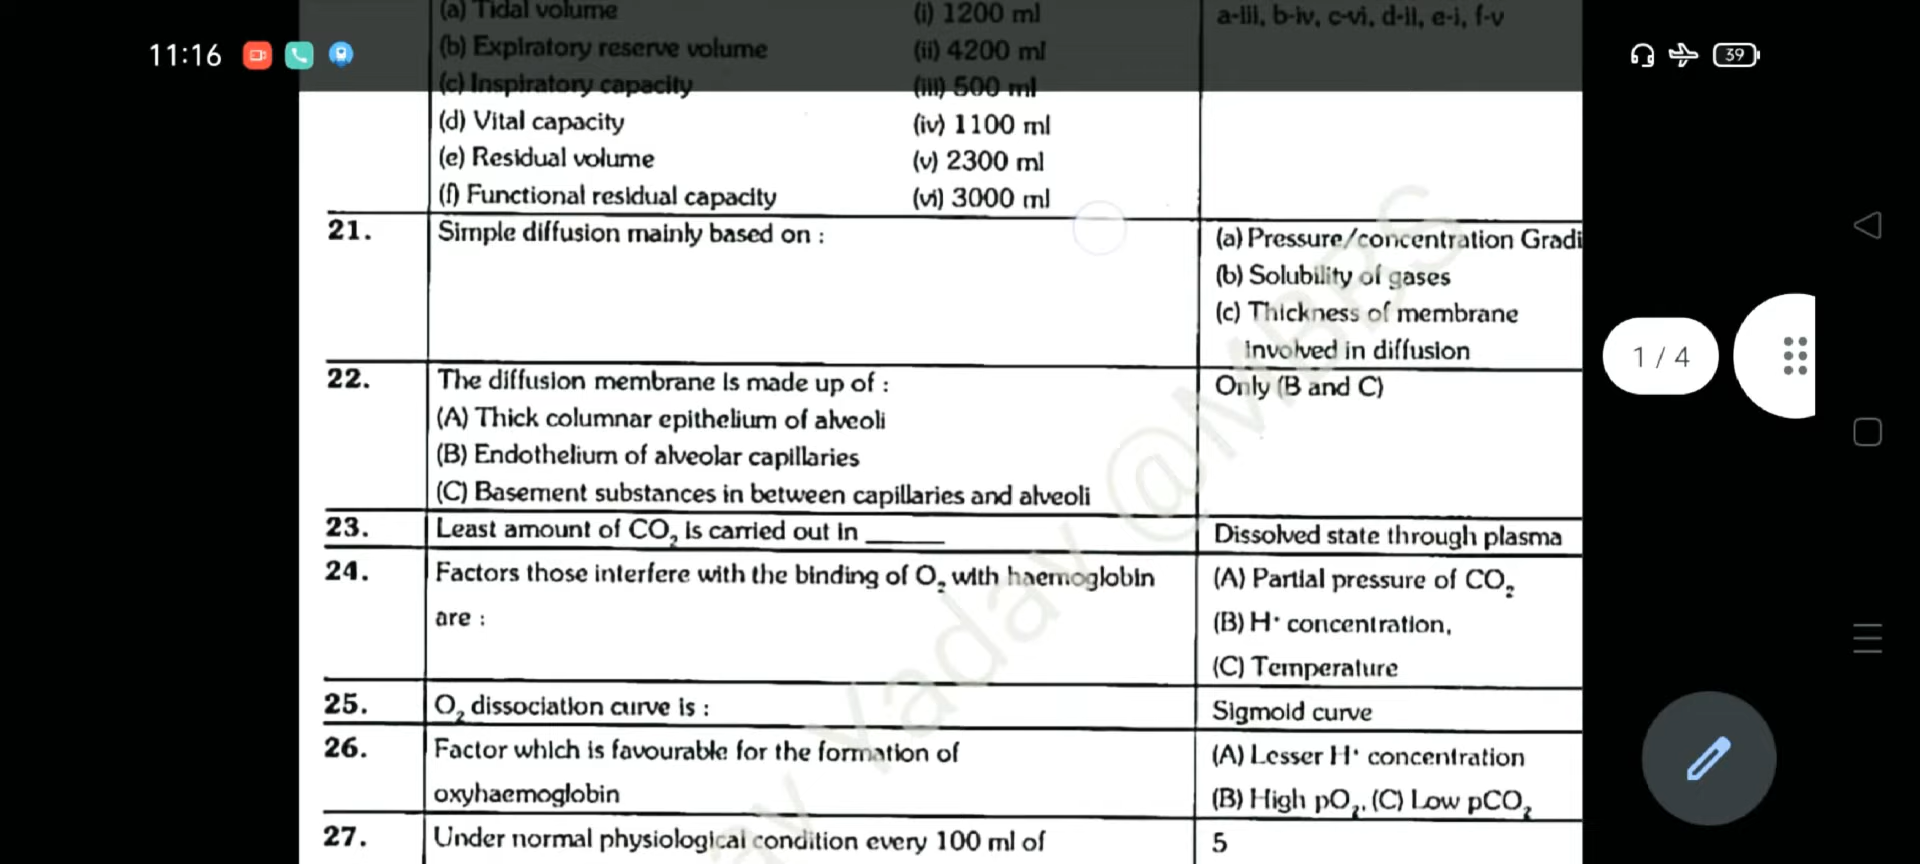 (a) Tidal volume (i) 1200 ml a-iii, b-iv, c-vi, d-ii, e-i, f-v
11:16 (b) Expiratory reserve volume (ii) 4200 ml 39
(c) Inspiratory capacity (iii) 500 ml
(d) Vital capacity (iv) 1100 ml
(e) Residual volume (v) 2300 ml
(f) Functional residual capacity (vi) 3000 ml
21. Simple diffusion mainly based on : (a) Pressure/concentration Gradi
(b) Solubility of gases
(c) Thickness of membrane
involved in diffusion
1 / 4
22. The diffusion membrane is made up of : Only (B and C)
(A) Thick columnar epithelium of alveoli
(B) Endothelium of alveolar capillaries
(C) Basement substances in between capillaries and alveoli
23. Least amount of CO₂ is carried out in _____ Dissolved state through plasma
24. Factors those interfere with the binding of O₂ with haemoglobin (A) Partial pressure of CO₂
are : (B) H⁺ concentration,
(C) Temperature
25. O₂ dissociation curve is : Sigmoid curve
26. Factor which is favourable for the formation of (A) Lesser H⁺ concentration
oxyhaemoglobin (B) High pO₂, (C) Low pCO₂
27. Under normal physiological condition every 100 ml of 5
Yadav @MBBS